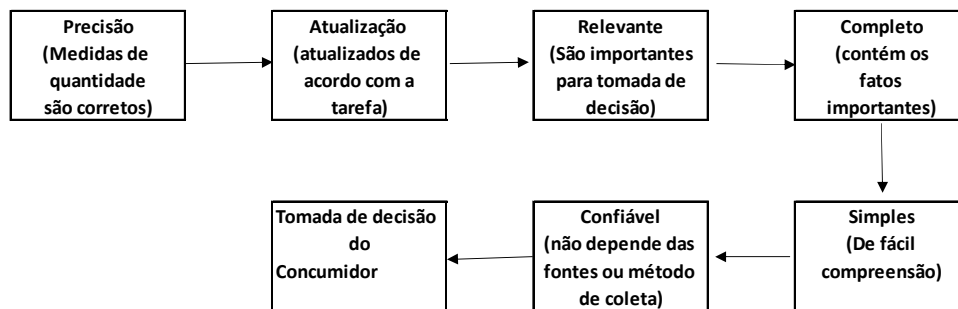 Precisão
(Medidas de
quantidade
são corretos)
Atualização
(atualizados de
acordo com a
tarefa)
Relevante
(São importantes
para tomada de
decisão)
Completo
(contém os
fatos
importantes)
Simples
(De fácil
compreensão)
Confiável
(não depende das
fontes ou método
de coleta)
Tomada de decisão
do
Concumidor